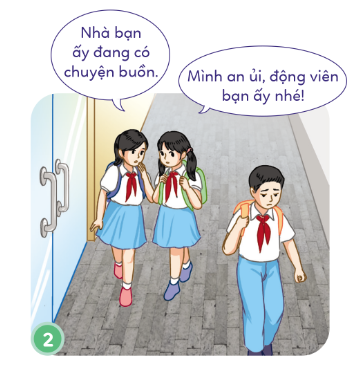 Nhà bạn
ấy đang có
chuyện buồn.
Mình an ủi, động viên
bạn ấy nhé!
2